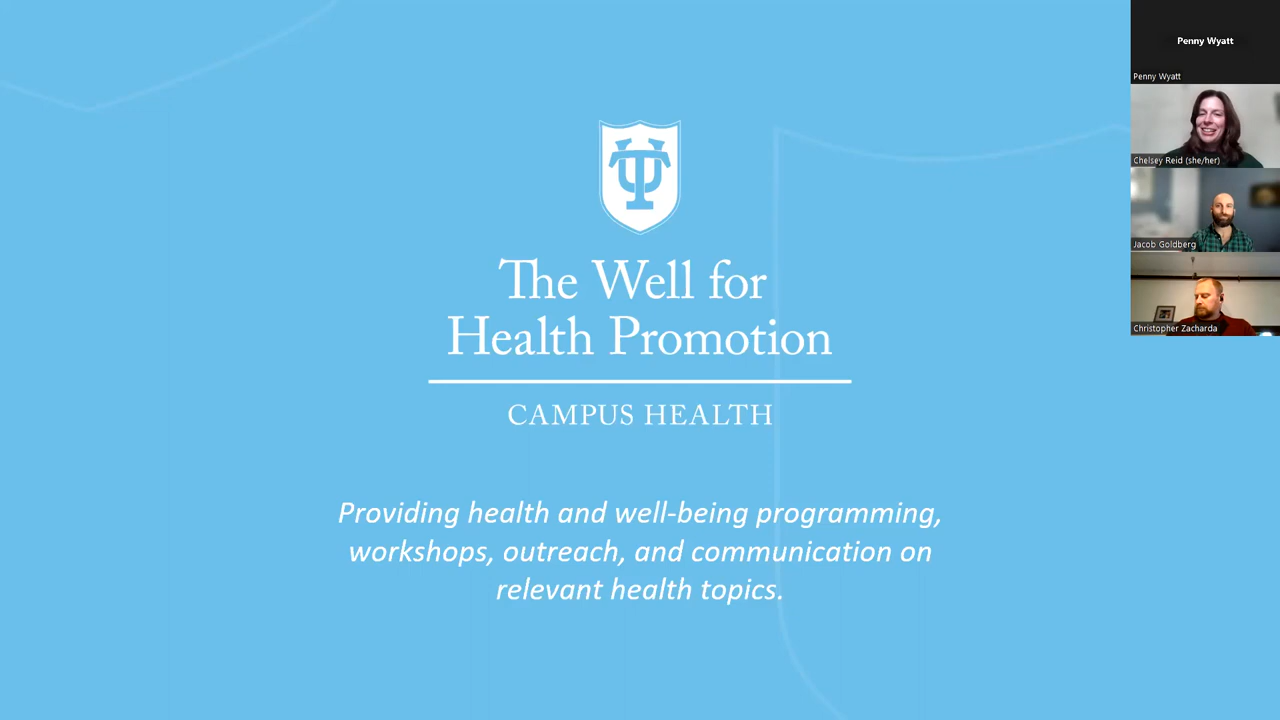 The Well for
Health Promotion
CAMPUS HEALTH
Providing health and well-being programming,
workshops, outreach, and communication on
relevant health topics.
Penny Wyatt
Penny Wyatt
Chelsey Reid (she/her)
Jacob Goldberg
Christopher Zacharda